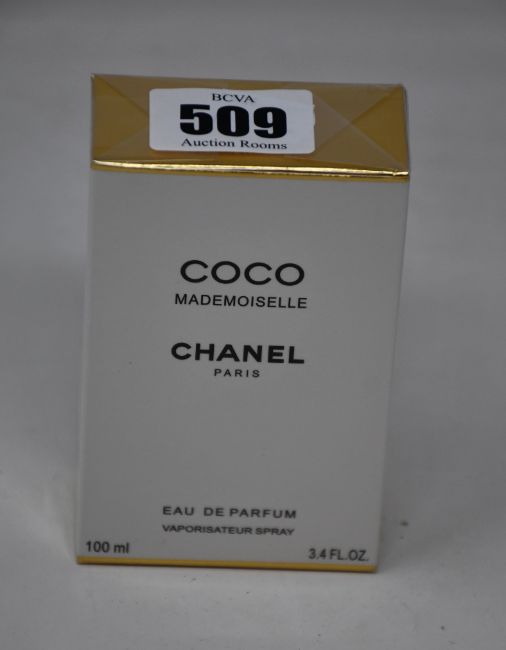 BCVA
509
Auction Rooms
COCO
MADEMOISELLE
CHANEL
PARIS
EAU DE PARFUM
VAPORISATEUR SPRAY
100 ml
3.4 FL.OZ.